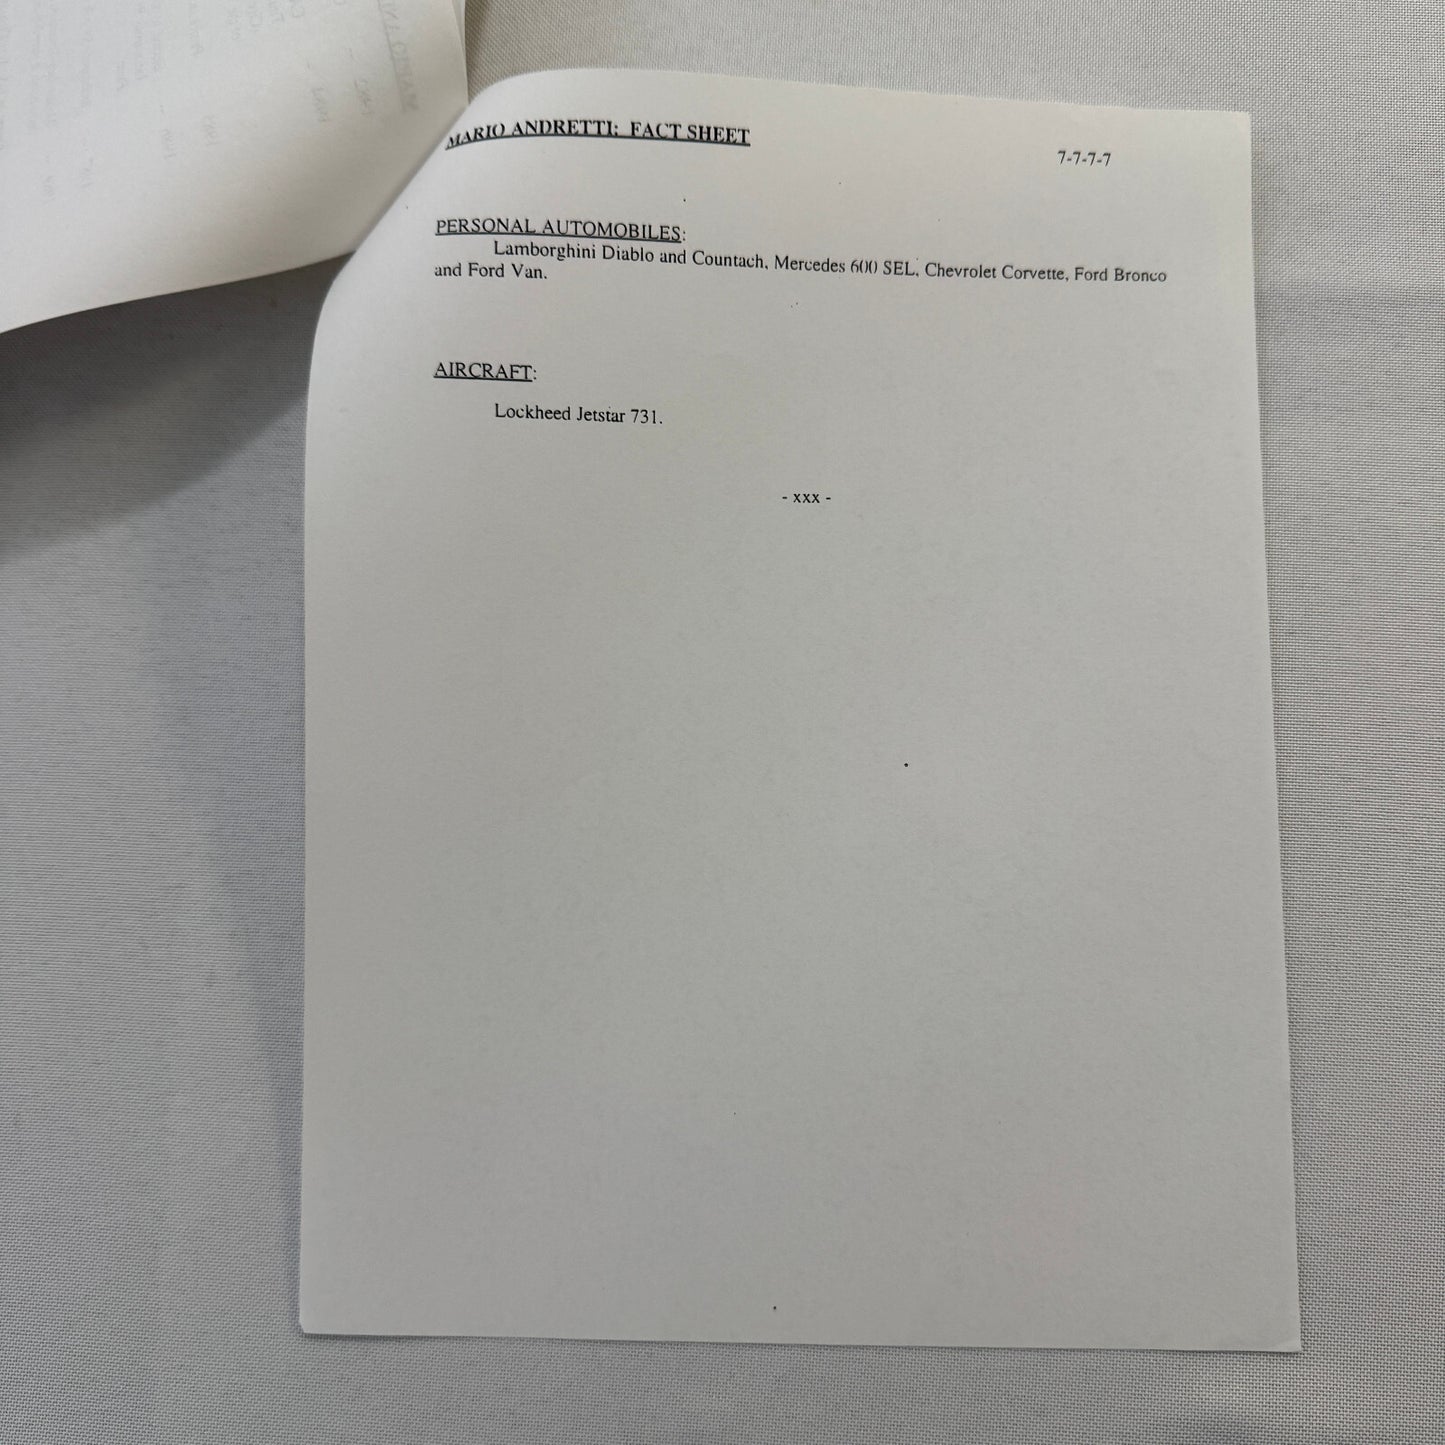 MARIO ANDRETTI: FACT SHEET
7-7-7-7
PERSONAL AUTOMOBILES:
Lamborghini Diablo and Countach, Mercedes 600 SEL, Chevrolet Corvette, Ford Bronco
and Ford Van.
AIRCRAFT:
Lockheed Jetstar 731.
- xxx -